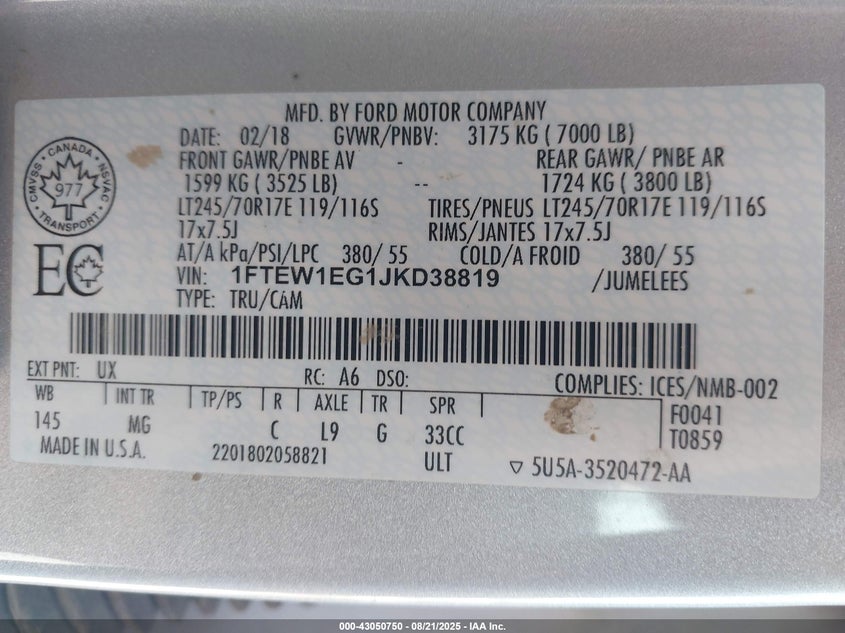 MFD. BY FORD MOTOR COMPANY
DATE: 02/18 GVWR/PNBV: 3175 KG ( 7000 LB)
FRONT GAWR/PNBE AV - REAR GAWR/ PNBE AR
1599 KG ( 3525 LB) -- 1724 KG ( 3800 LB)
LT245/70R17E 119/116S TIRES/PNEUS LT245/70R17E 119/116S
17x7.5J RIMS/JANTES 17x7.5J
AT/A kPa/PSI/LPC 380/ 55 COLD/A FROID 380/ 55
VIN: 1FTEW1EG1JKD38819 /JUMELEES
TYPE: TRU/CAM
CANADA
CMVSS NSVAC
977
TRANSPORT
EC
EXT PNT: UX RC: A6 DSO: COMPLIES: ICES/NMB-002
WB INT TR TP/PS R AXLE TR SPR F0041
145 MG C L9 G 33CC T0859
MADE IN U.S.A. 2201802058821 ULT ▽ 5U5A-3520472-AA
000-43050750 - 08/21/2025 - IAA Inc.